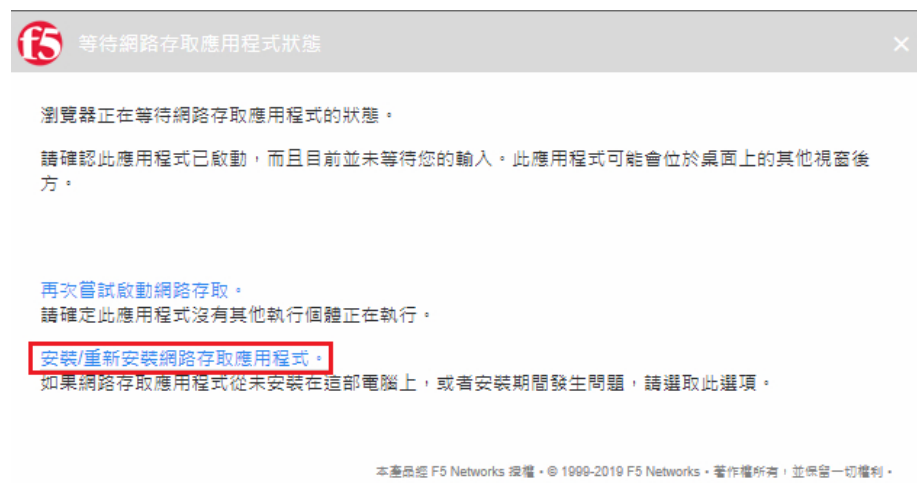 f5 等待網路存取應用程式狀態 ×
瀏覽器正在等待網路存取應用程式的狀態。
請確認此應用程式已啟動，而且目前並未等待您的輸入。此應用程式可能會位於桌面上的其他視窗後
方。
再次嘗試啟動網路存取。
請確定此應用程式沒有其他執行個體正在執行。
安裝/重新安裝網路存取應用程式。
如果網路存取應用程式從未安裝在這部電腦上，或者安裝期間發生問題，請選取此選項。
本產品經 F5 Networks 授權。© 1999-2019 F5 Networks。著作權所有，並保留一切權利。